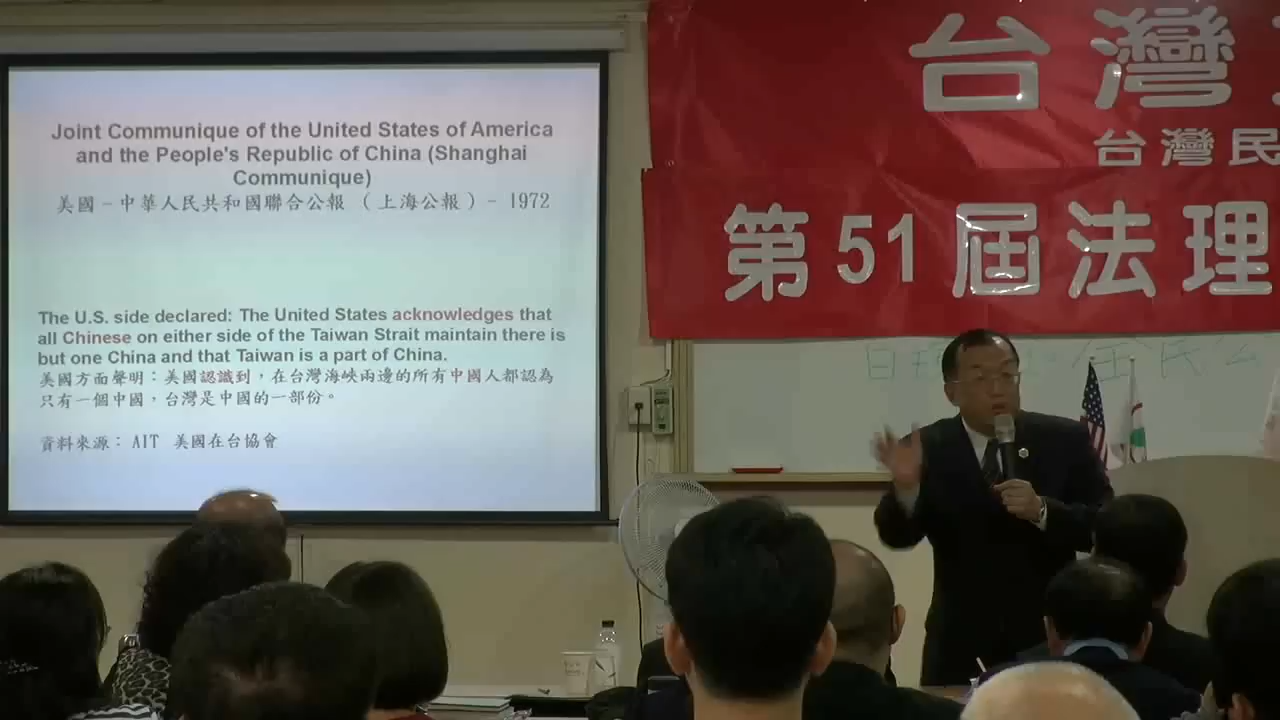 Joint Communique of the United States of America
and the People's Republic of China (Shanghai
Communique)
美國－中華人民共和國聯合公報 （上海公報）- 1972
The U.S. side declared: The United States acknowledges that
all Chinese on either side of the Taiwan Strait maintain there is
but one China and that Taiwan is a part of China.
美國方面聲明：美國認識到，在台灣海峽兩邊的所有中國人都認為
只有一個中國，台灣是中國的一部份。
資料來源： AIT 美國在台協會
台灣
台灣民
第51屆法理